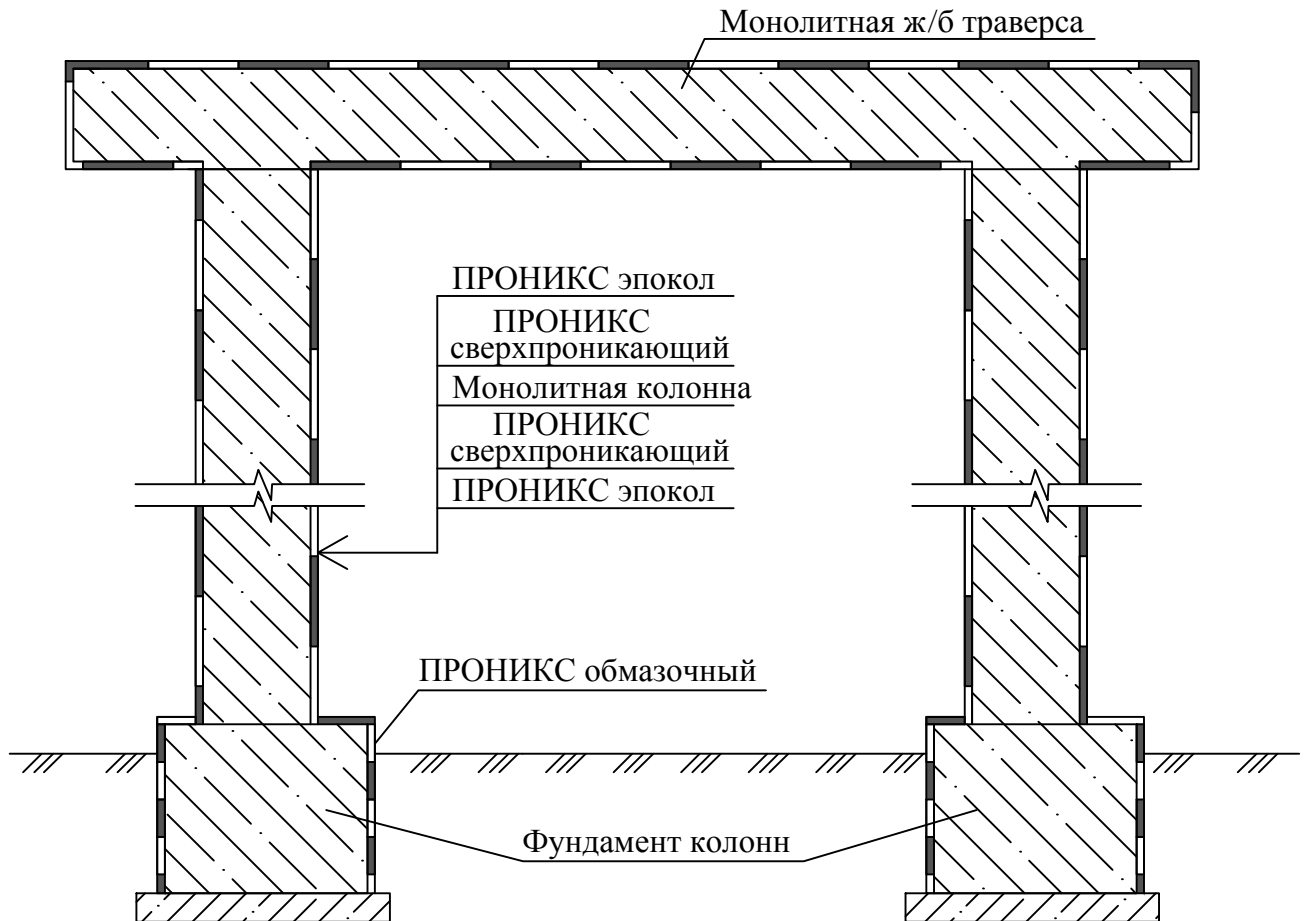 Монолитная ж/б траверса
ПРОНИКС эпокол
ПРОНИКС
сверхпроникающий
Монолитная колонна
ПРОНИКС
сверхпроникающий
ПРОНИКС эпокол
ПРОНИКС обмазочный
Фундамент колонн